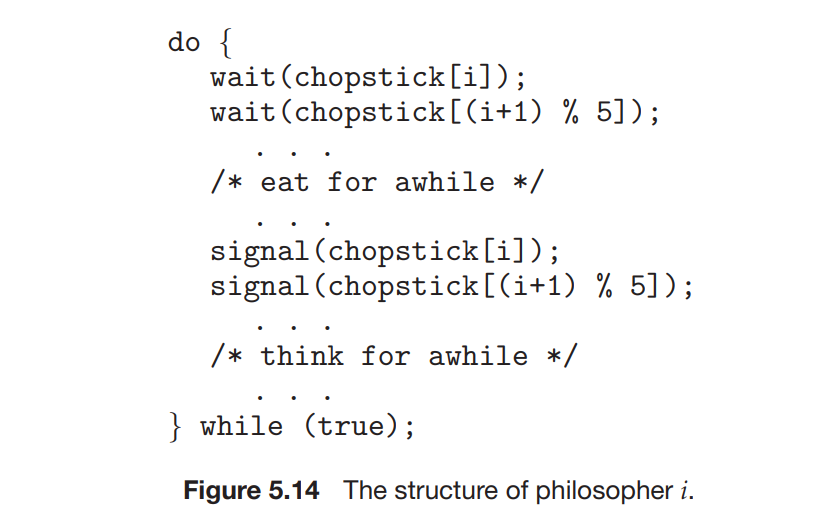 do {
wait(chopstick[i]);
wait(chopstick[(i+1) % 5]);
. . .
/* eat for awhile */
. . .
signal(chopstick[i]);
signal(chopstick[(i+1) % 5]);
. . .
/* think for awhile */
. . .
} while (true);
Figure 5.14 The structure of philosopher i.